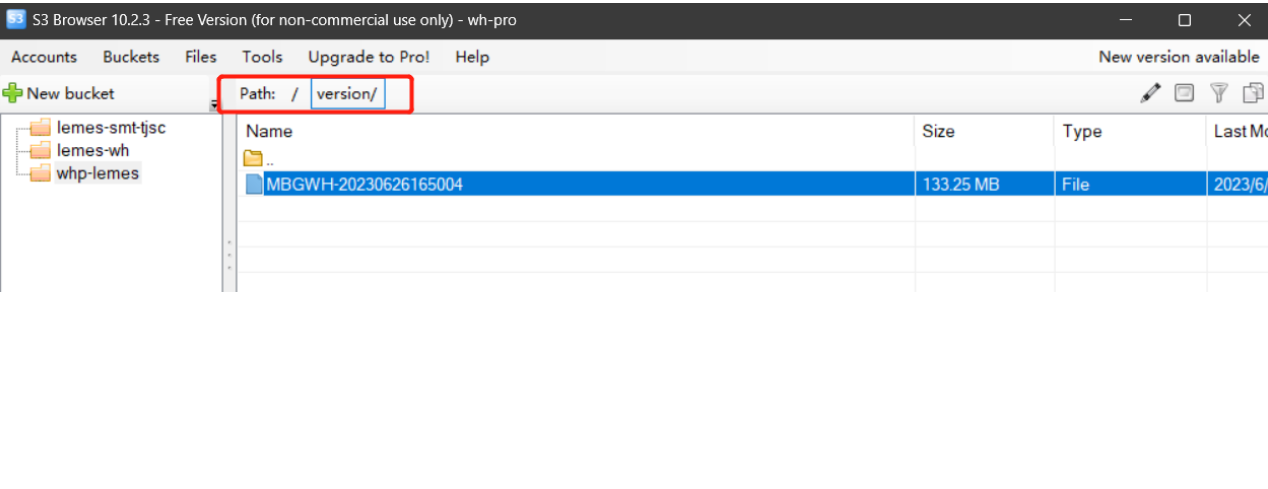 S3 S3 Browser 10.2.3 - Free Version (for non-commercial use only) - wh-pro
Accounts Buckets Files Tools Upgrade to Pro! Help New version available
New bucket Path: / version/
lemes-smt-tjsc
lemes-wh
whp-lemes
Name Size Type Last Mo
..
MBGWH-20230626165004 133.25 MB File 2023/6/